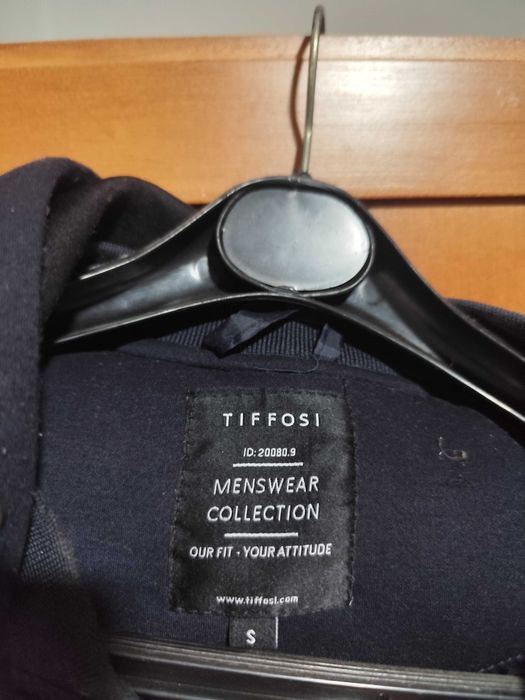 TIFFOSI
ID: 20080.9
MENSWEAR
COLLECTION
OUR FIT - YOUR ATTITUDE
www.tiffosi.com
S